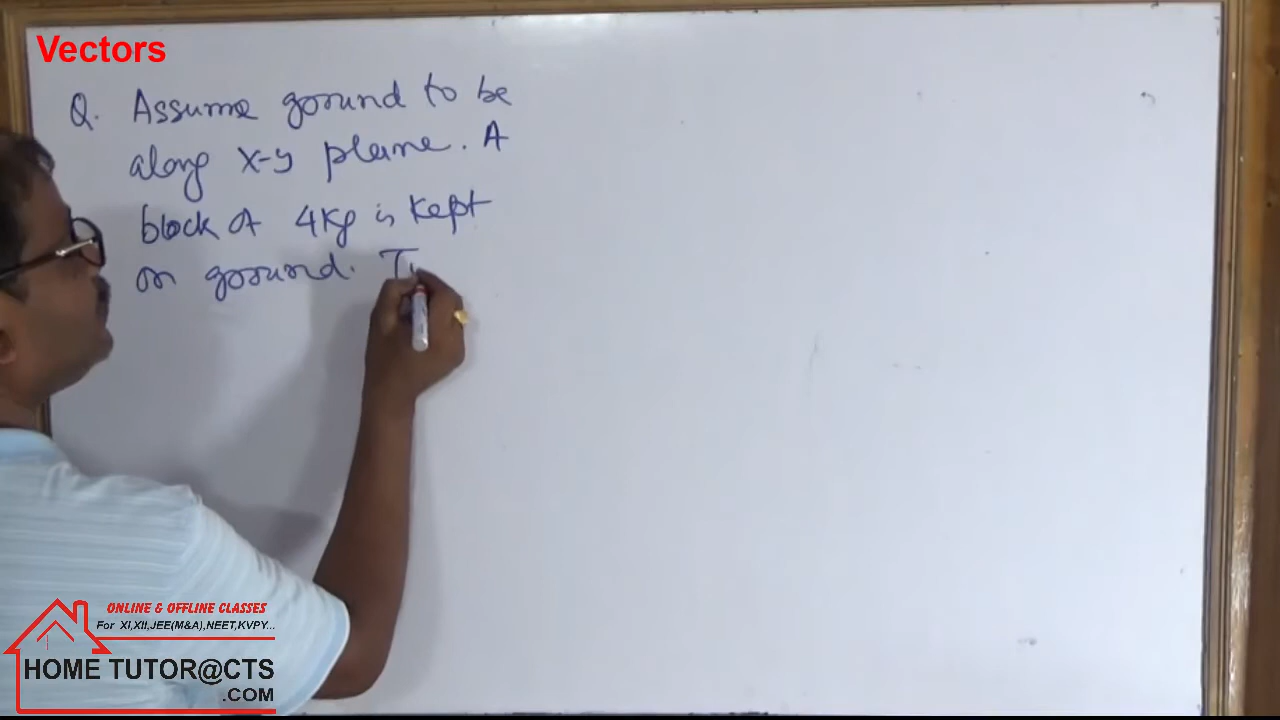 Vectors
Q. Assume ground to be
along X-y plane. A
block of 4Kg is Kept
on ground.
ONLINE & OFFLINE CLASSES
For XI,XII,JEE(M&A),NEET,KVPY...
HOME TUTOR@CTS
.COM